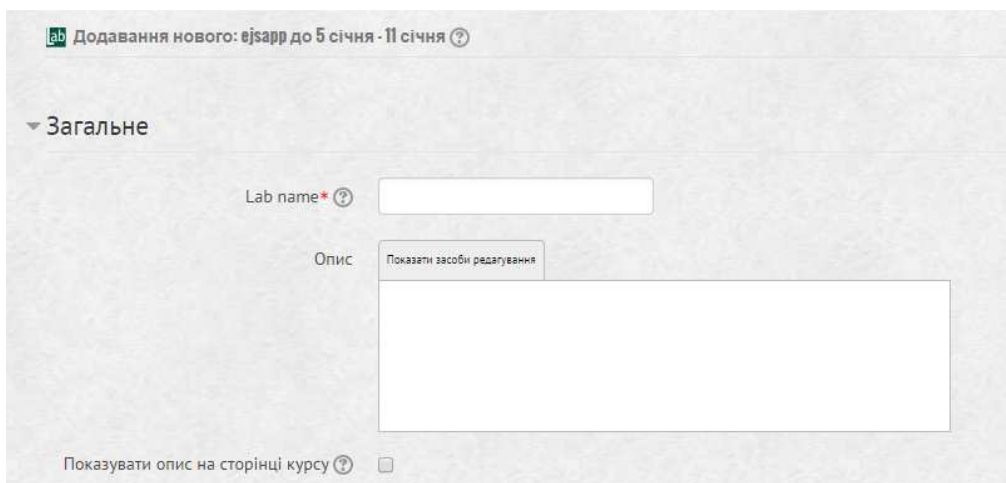 lab Додавання нового: ejsapp до 5 січня - 11 січня ?
Загальне
Lab name* ?
Опис
Показати засоби редагування
Показувати опис на сторінці курсу ?